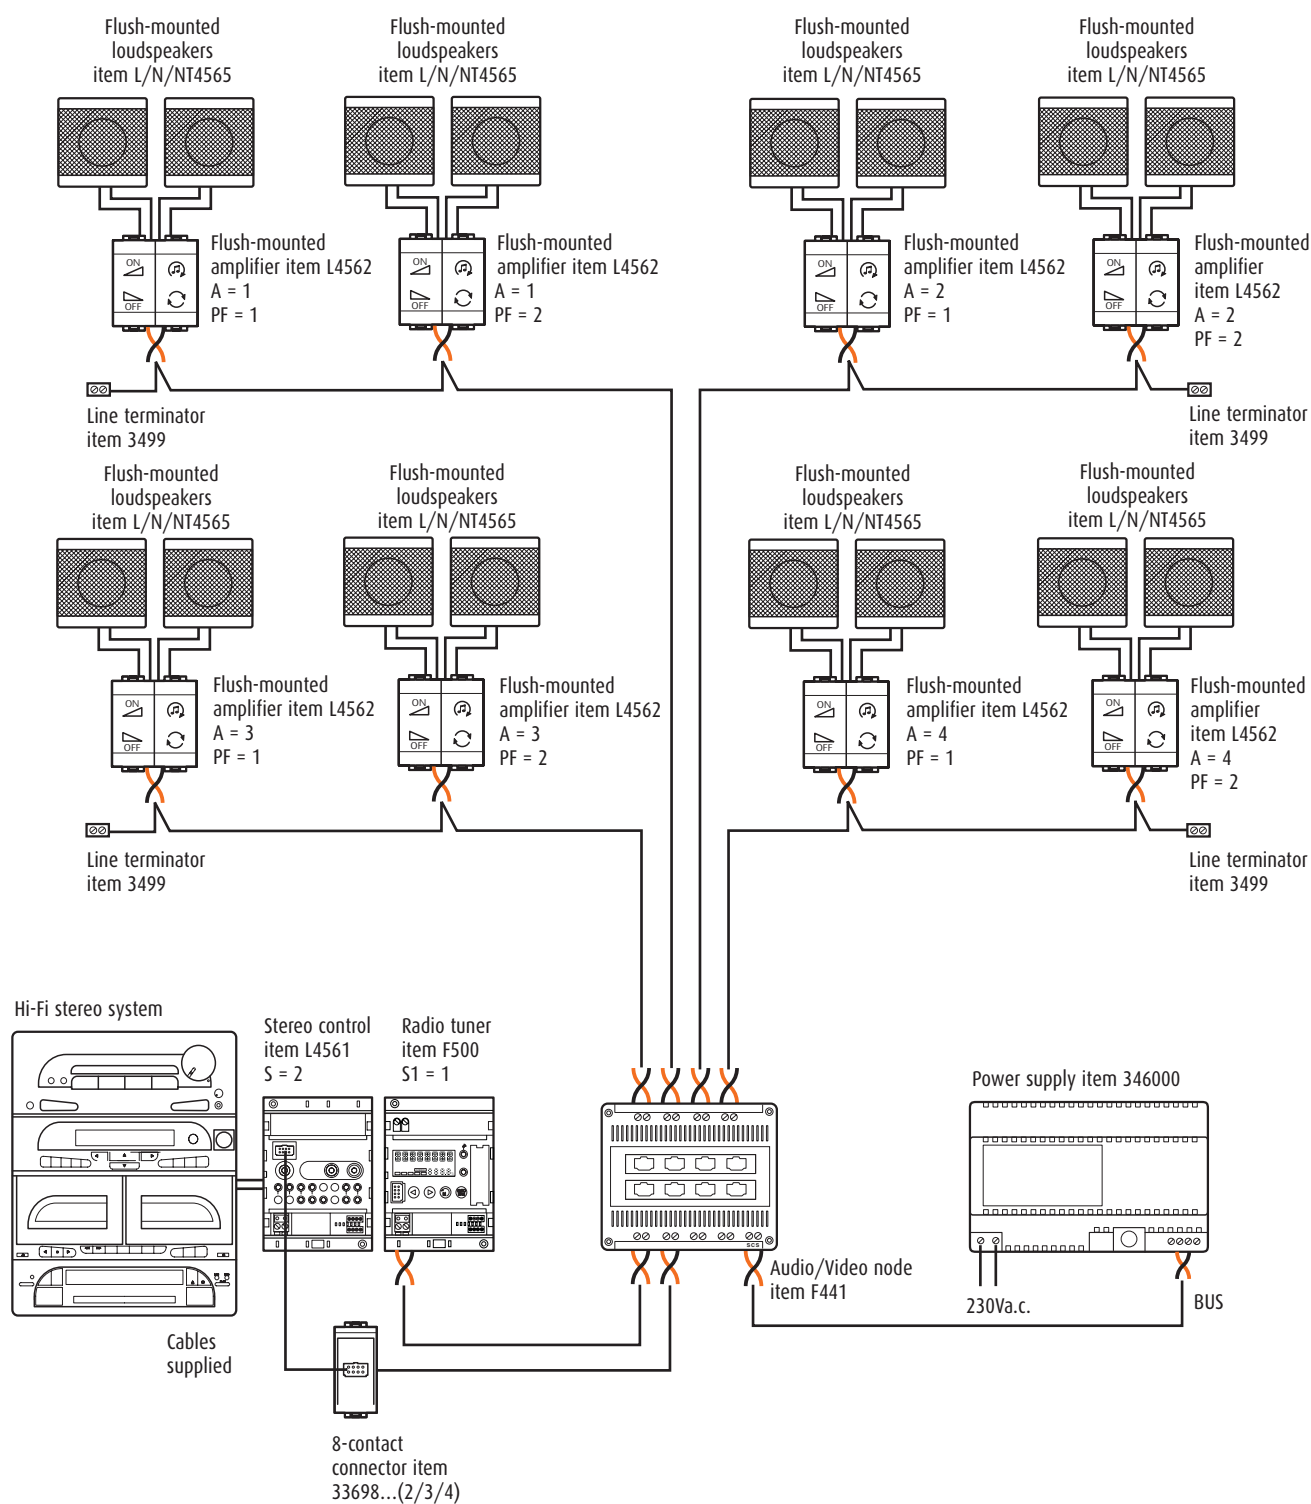 Flush-mounted
loudspeakers
item L/N/NT4565
Flush-mounted
loudspeakers
item L/N/NT4565
Flush-mounted
loudspeakers
item L/N/NT4565
Flush-mounted
loudspeakers
item L/N/NT4565
ON
OFF
Flush-mounted
amplifier item L4562
A = 1
PF = 1
ON
OFF
Flush-mounted
amplifier item L4562
A = 1
PF = 2
ON
OFF
Flush-mounted
amplifier item L4562
A = 2
PF = 1
ON
OFF
Flush-mounted
amplifier
item L4562
A = 2
PF = 2
Line terminator
item 3499
Line terminator
item 3499
Flush-mounted
loudspeakers
item L/N/NT4565
Flush-mounted
loudspeakers
item L/N/NT4565
Flush-mounted
loudspeakers
item L/N/NT4565
Flush-mounted
loudspeakers
item L/N/NT4565
ON
OFF
Flush-mounted
amplifier item L4562
A = 3
PF = 1
ON
OFF
Flush-mounted
amplifier item L4562
A = 3
PF = 2
ON
OFF
Flush-mounted
amplifier item L4562
A = 4
PF = 1
ON
OFF
Flush-mounted
amplifier
item L4562
A = 4
PF = 2
Line terminator
item 3499
Line terminator
item 3499
Hi-Fi stereo system
Stereo control
item L4561
S = 2
Radio tuner
item F500
S1 = 1
Power supply item 346000
SCS
Audio/Video node
item F441
230Va.c.
BUS
Cables
supplied
8-contact
connector item
33698...(2/3/4)